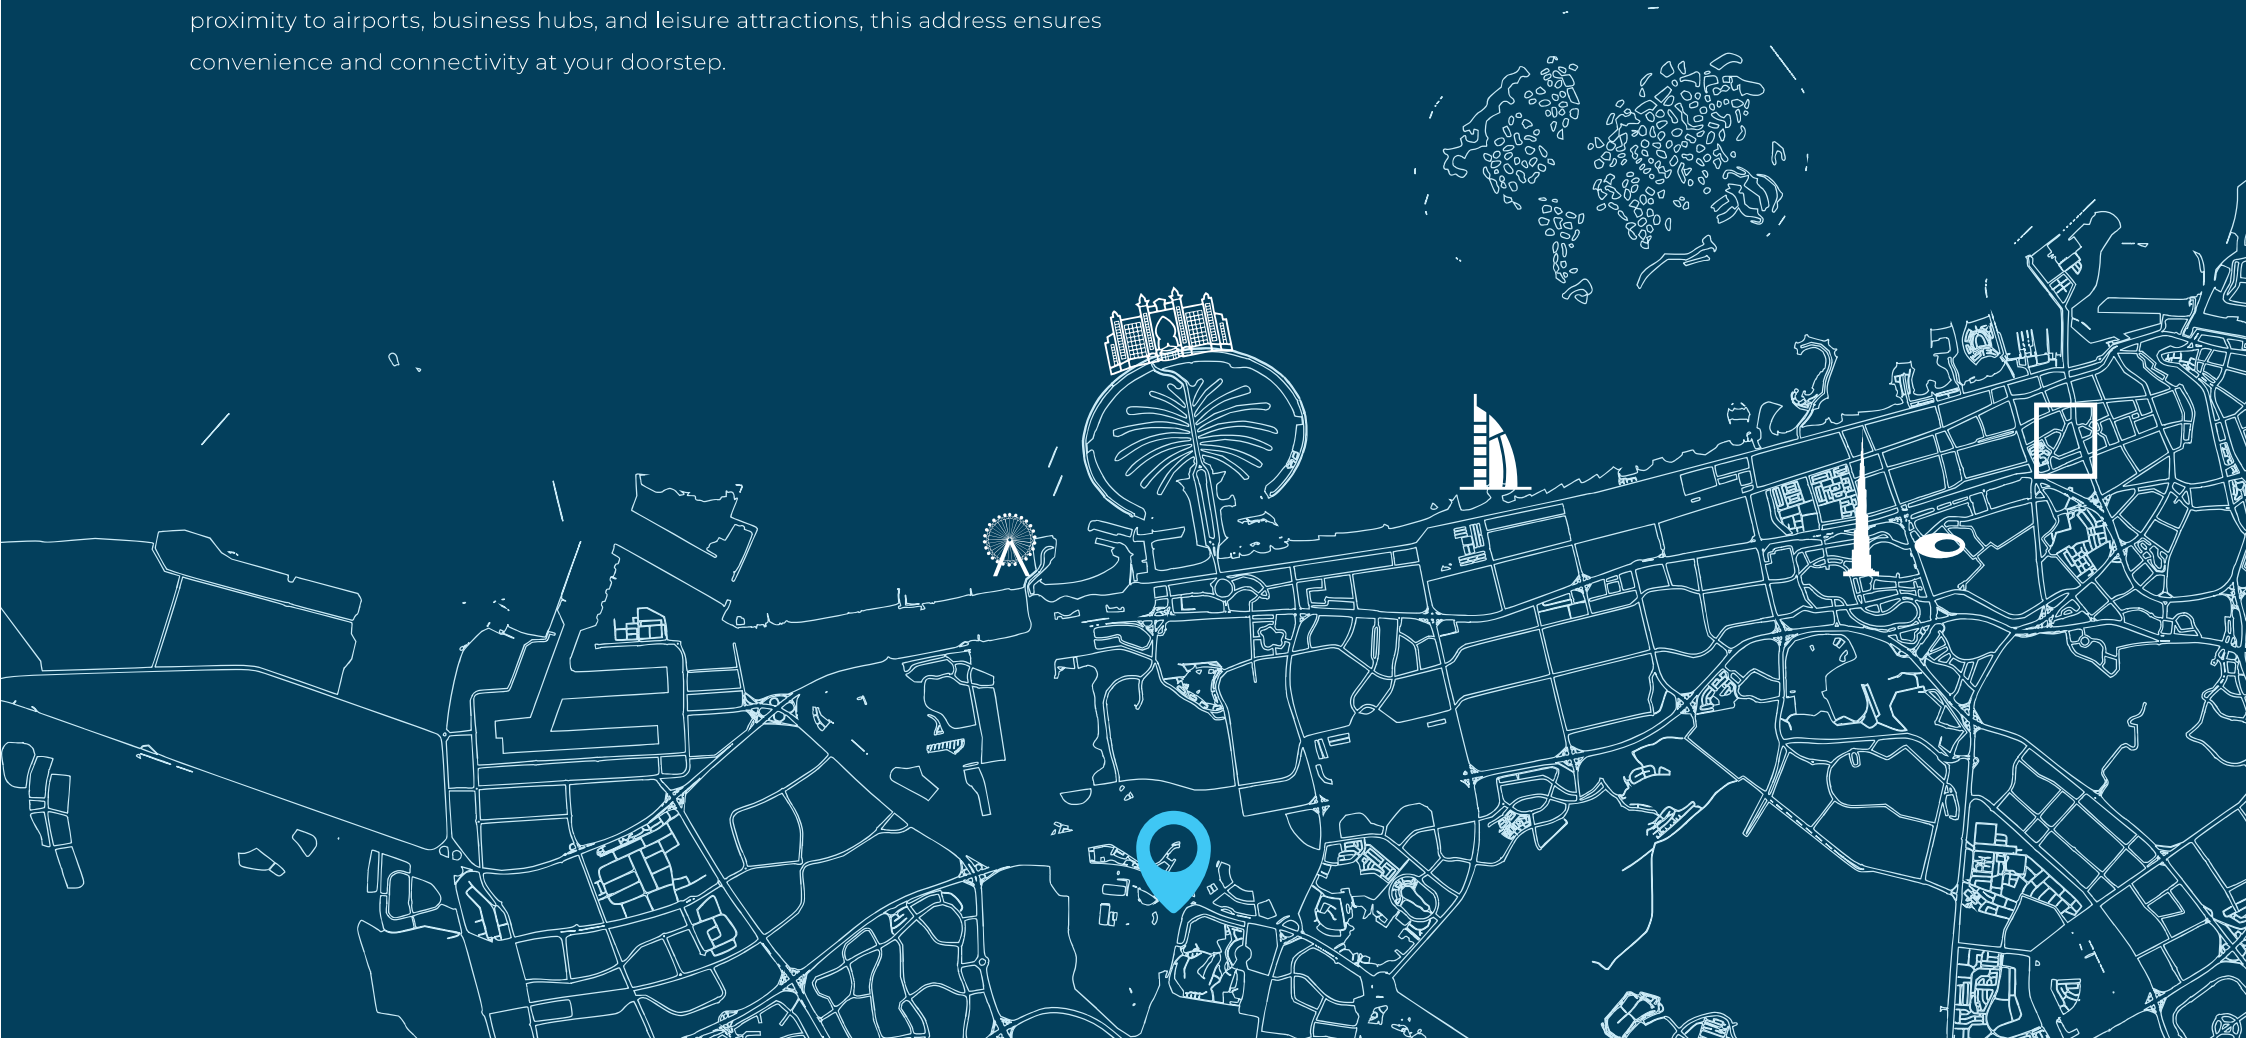 proximity to airports, business hubs, and leisure attractions, this address ensures
convenience and connectivity at your doorstep.